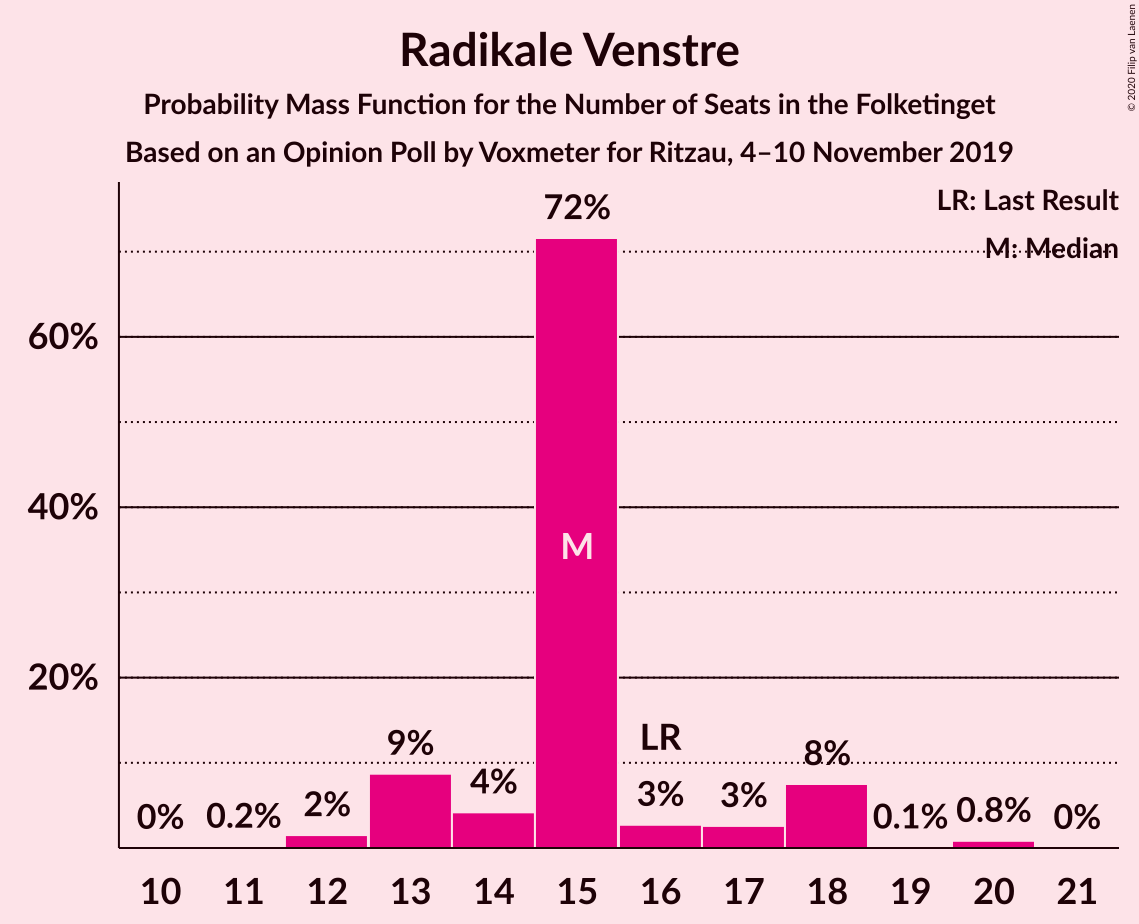 Radikale Venstre
Probability Mass Function for the Number of Seats in the Folketinget
Based on an Opinion Poll by Voxmeter for Ritzau, 4–10 November 2019
© 2020 Filip van Laenen
LR: Last Result
M: Median
72%
60%
40%
M
20%
LR
9%
8%
4%
3%
3%
2%
0%
0.2%
0.1%
0.8%
0%
10 11 12 13 14 15 16 17 18 19 20 21